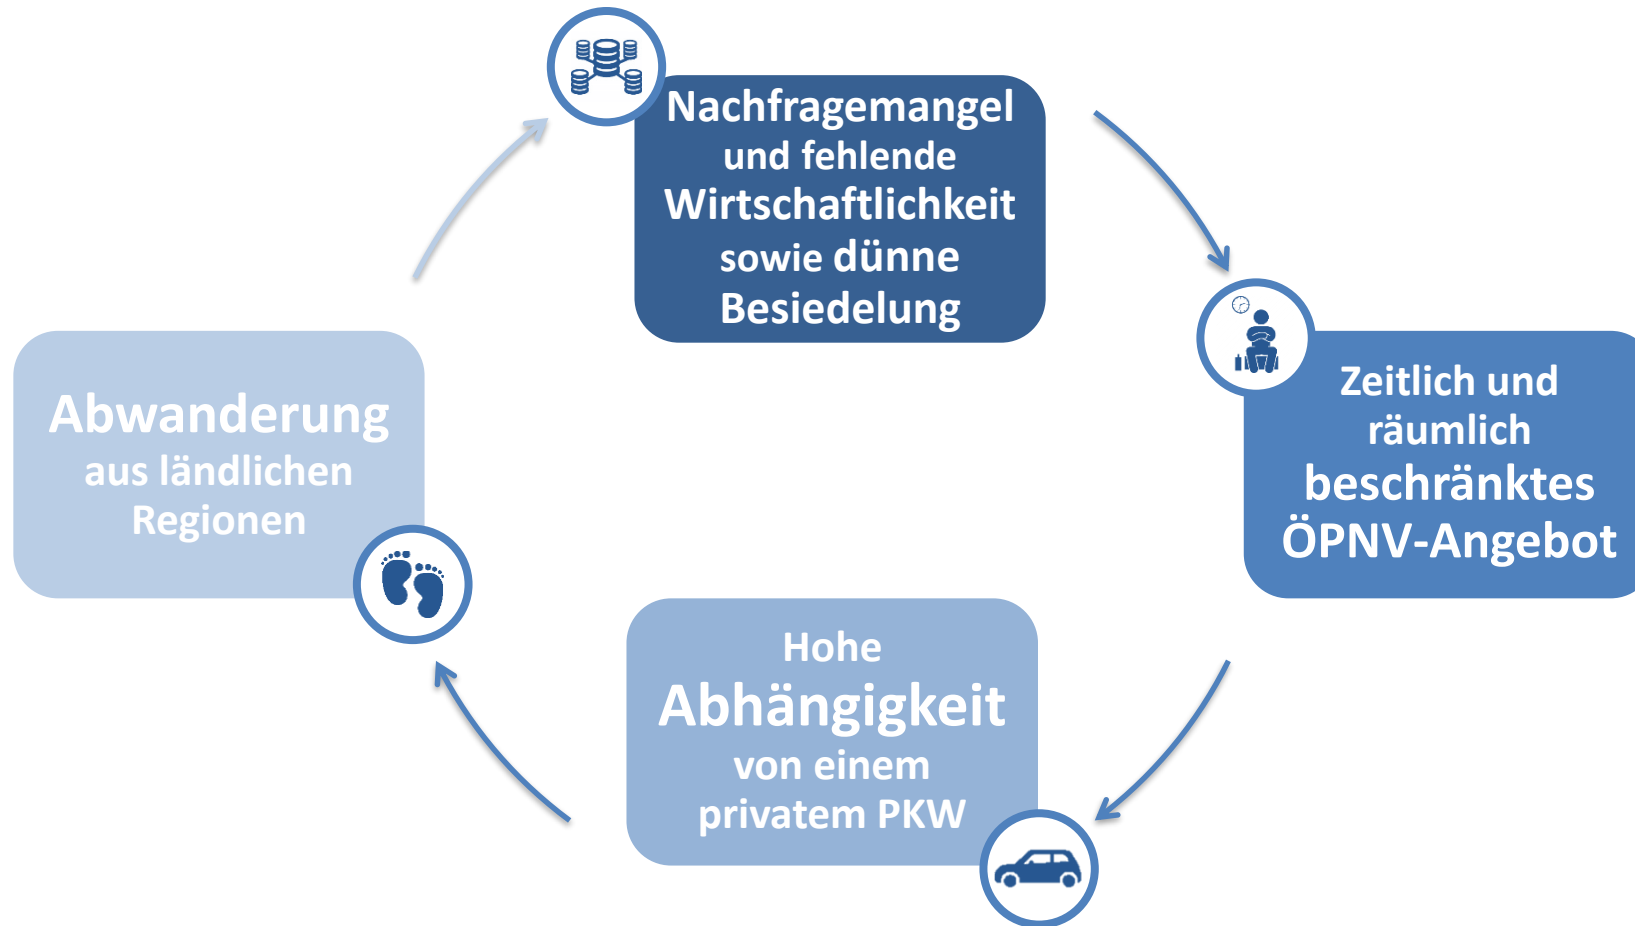 Nachfragemangel
und fehlende
Wirtschaftlichkeit
sowie dünne
Besiedelung
Zeitlich und
räumlich
beschränktes
ÖPNV-Angebot
Hohe
Abhängigkeit
von einem
privatem PKW
Abwanderung
aus ländlichen
Regionen